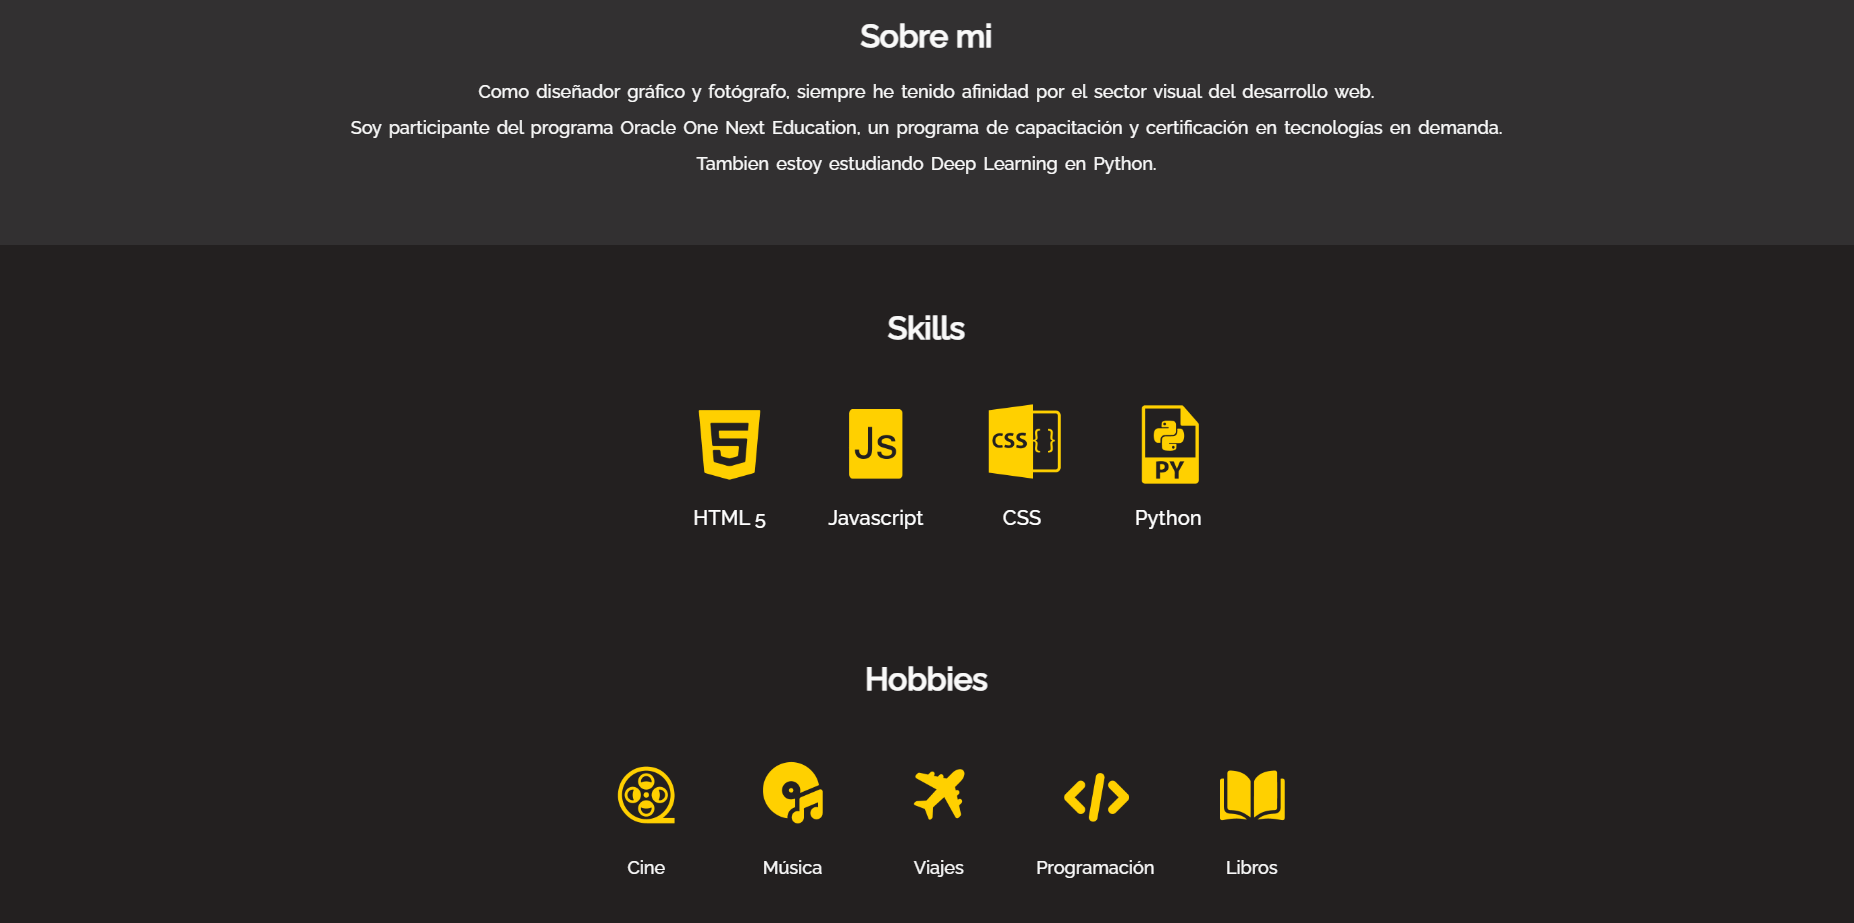 Sobre mi
Como diseñador gráfico y fotógrafo, siempre he tenido afinidad por el sector visual del desarrollo web.
Soy participante del programa Oracle One Next Education, un programa de capacitación y certificación en tecnologías en demanda.
Tambien estoy estudiando Deep Learning en Python.
Skills
5 Js CSS {} PY
HTML 5 Javascript CSS Python
Hobbies
</>
Cine Música Viajes Programación Libros